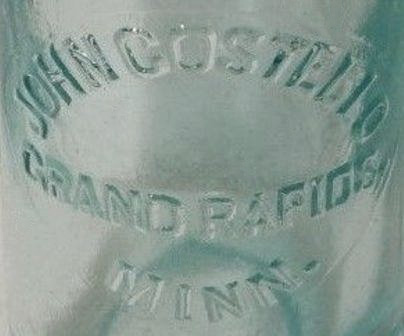 JOHN COSTELLO
GRAND RAPIDS,
MINN.